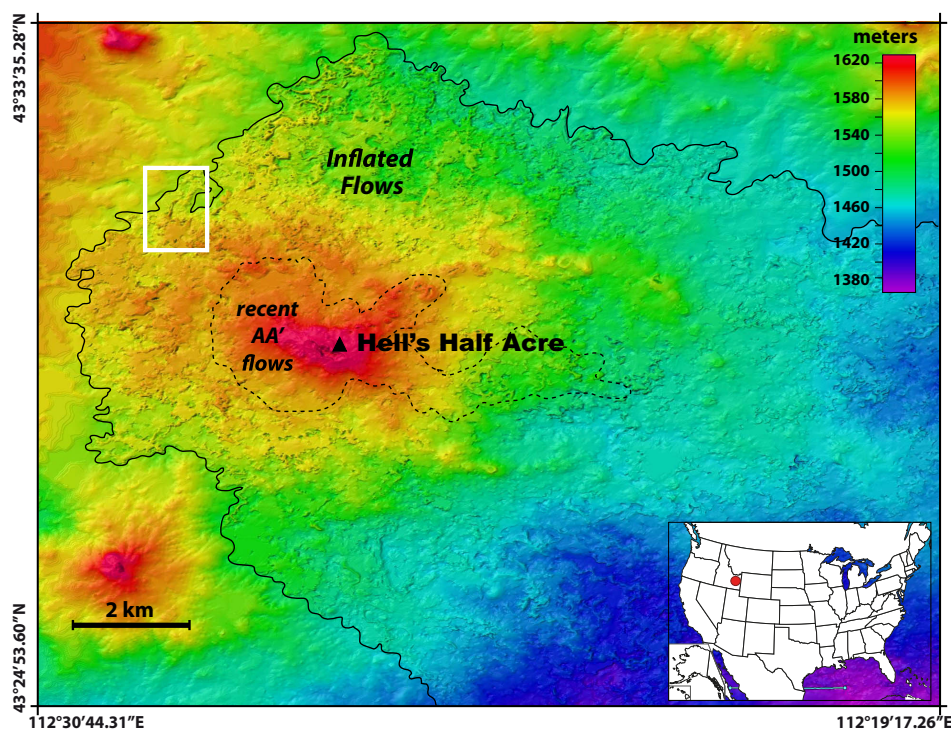 43°33′35.28″N
meters
1620
1580
1540
1500
1460
1420
1380
Inflated
Flows
recent
AA’
flows
▲ Hell’s Half Acre
2 km
43°24′53.60″N
112°30′44.31″E
112°19′17.26″E